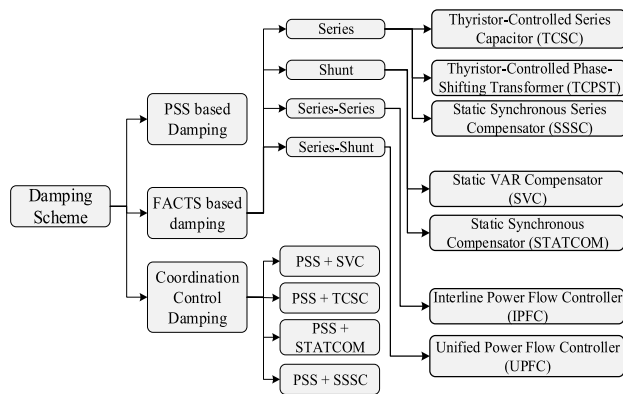 Damping
Scheme
PSS based
Damping
FACTS based
damping
Coordination
Control
Damping
Series
Shunt
Series-Series
Series-Shunt
PSS + SVC
PSS + TCSC
PSS +
STATCOM
PSS + SSSC
Thyristor-Controlled Series
Capacitor (TCSC)
Thyristor-Controlled Phase-
Shifting Transformer (TCPST)
Static Synchronous Series
Compensator (SSSC)
Static VAR Compensator
(SVC)
Static Synchronous
Compensator (STATCOM)
Interline Power Flow Controller
(IPFC)
Unified Power Flow Controller
(UPFC)